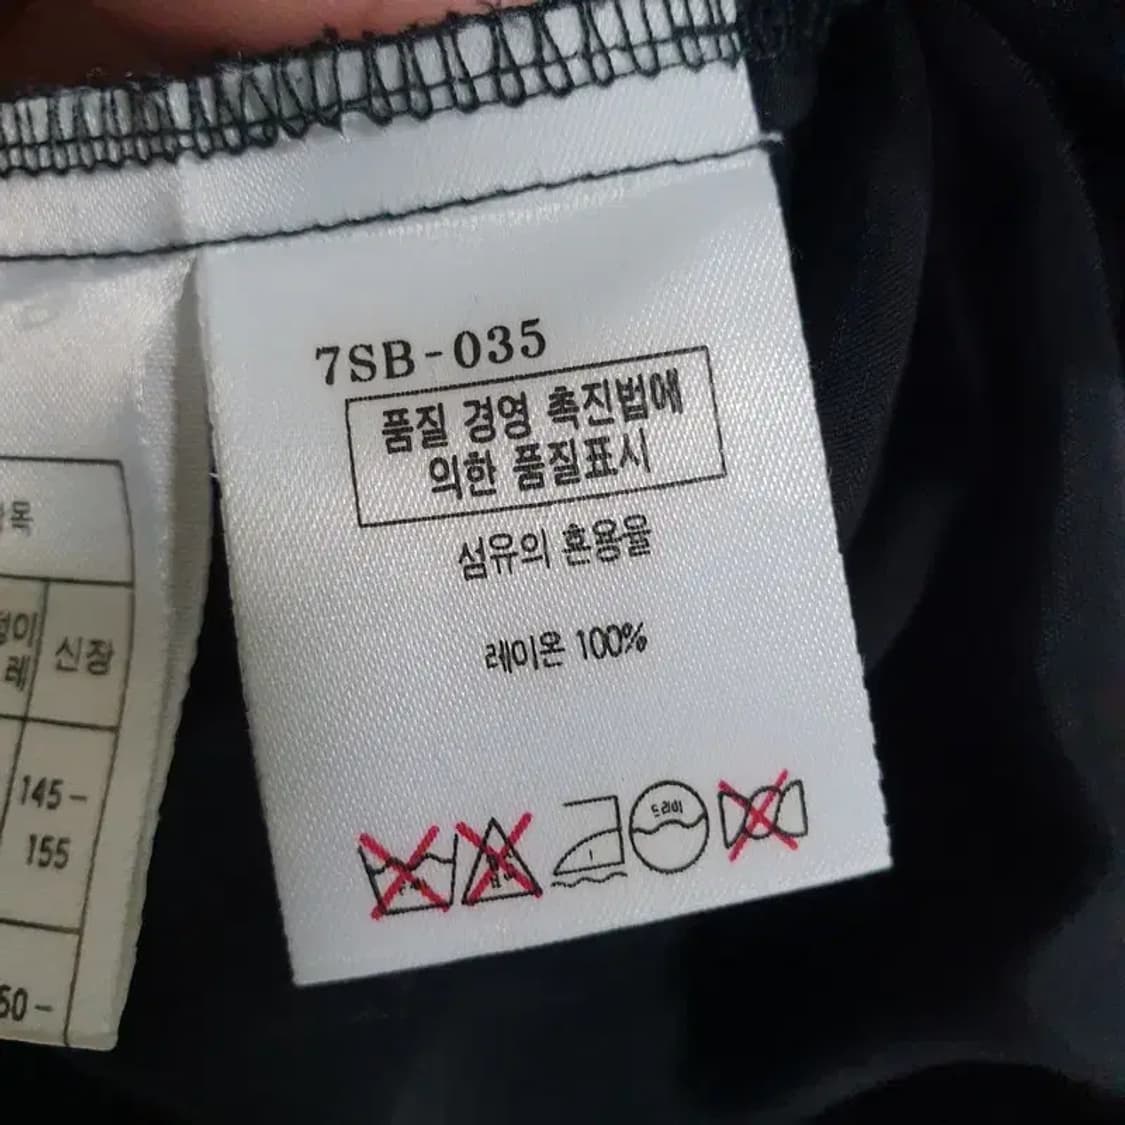 7SB-035
품질 경영 촉진법에
의한 품질표시
섬유의 혼용율
레이온 100%
드라이
신장
145-
155